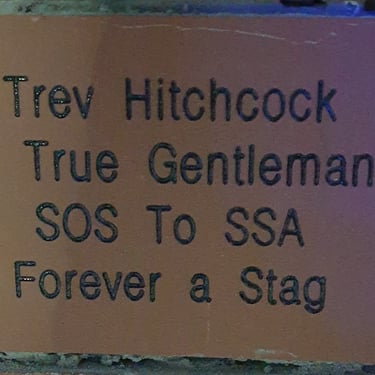 Trev Hitchcock
True Gentleman
SOS To SSA
Forever a Stag